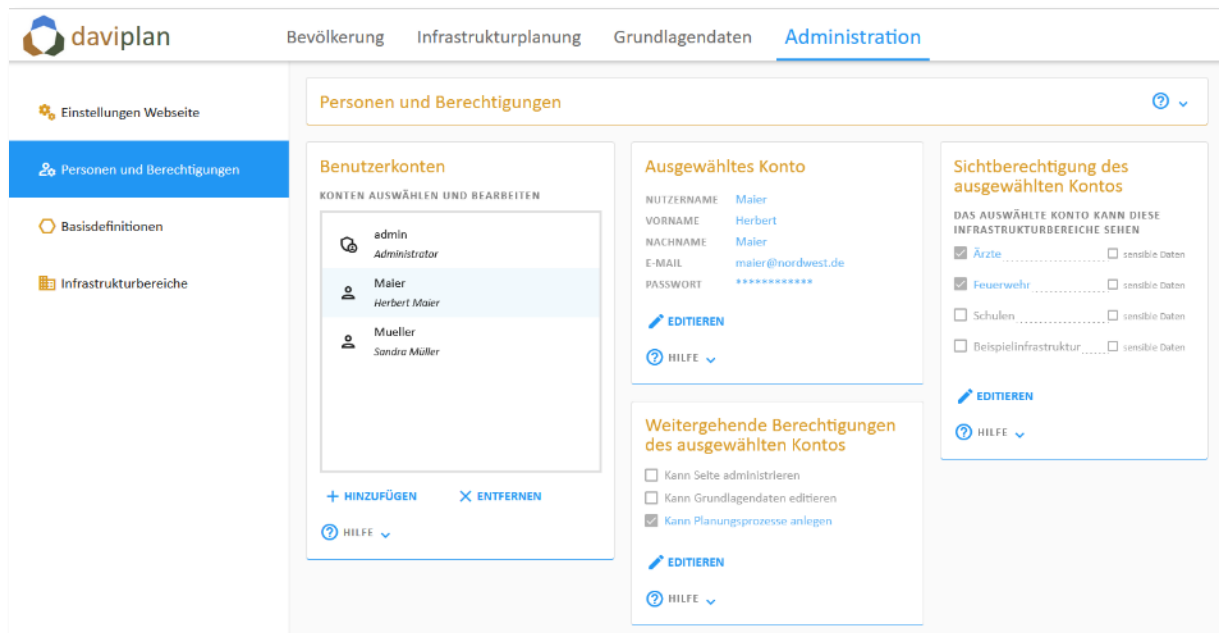 daviplan
Bevölkerung Infrastrukturplanung Grundlagendaten Administration
Einstellungen Webseite
Personen und Berechtigungen
Basisdefinitionen
Infrastrukturbereiche
Personen und Berechtigungen
Benutzerkonten
KONTEN AUSWÄHLEN UND BEARBEITEN
admin
Administrator
Maier
Herbert Maier
Mueller
Sandra Müller
HINZUFÜGEN ENTFERNEN
HILFE
Ausgewähltes Konto
NUTZERNAME Maier
VORNAME Herbert
NACHNAME Maier
E-MAIL maier@nordwest.de
PASSWORT ************
EDITIEREN
HILFE
Weitergehende Berechtigungen
des ausgewählten Kontos
Kann Seite administrieren
Kann Grundlagendaten editieren
Kann Planungsprozesse anlegen
EDITIEREN
HILFE
Sichtberechtigung des
ausgewählten Kontos
DAS AUSWÄHLTE KONTO KANN DIESE
INFRASTRUKTURBEREICHE SEHEN
Ärzte sensible Daten
Feuerwehr sensible Daten
Schulen sensible Daten
Beispielinfrastruktur sensible Daten
EDITIEREN
HILFE